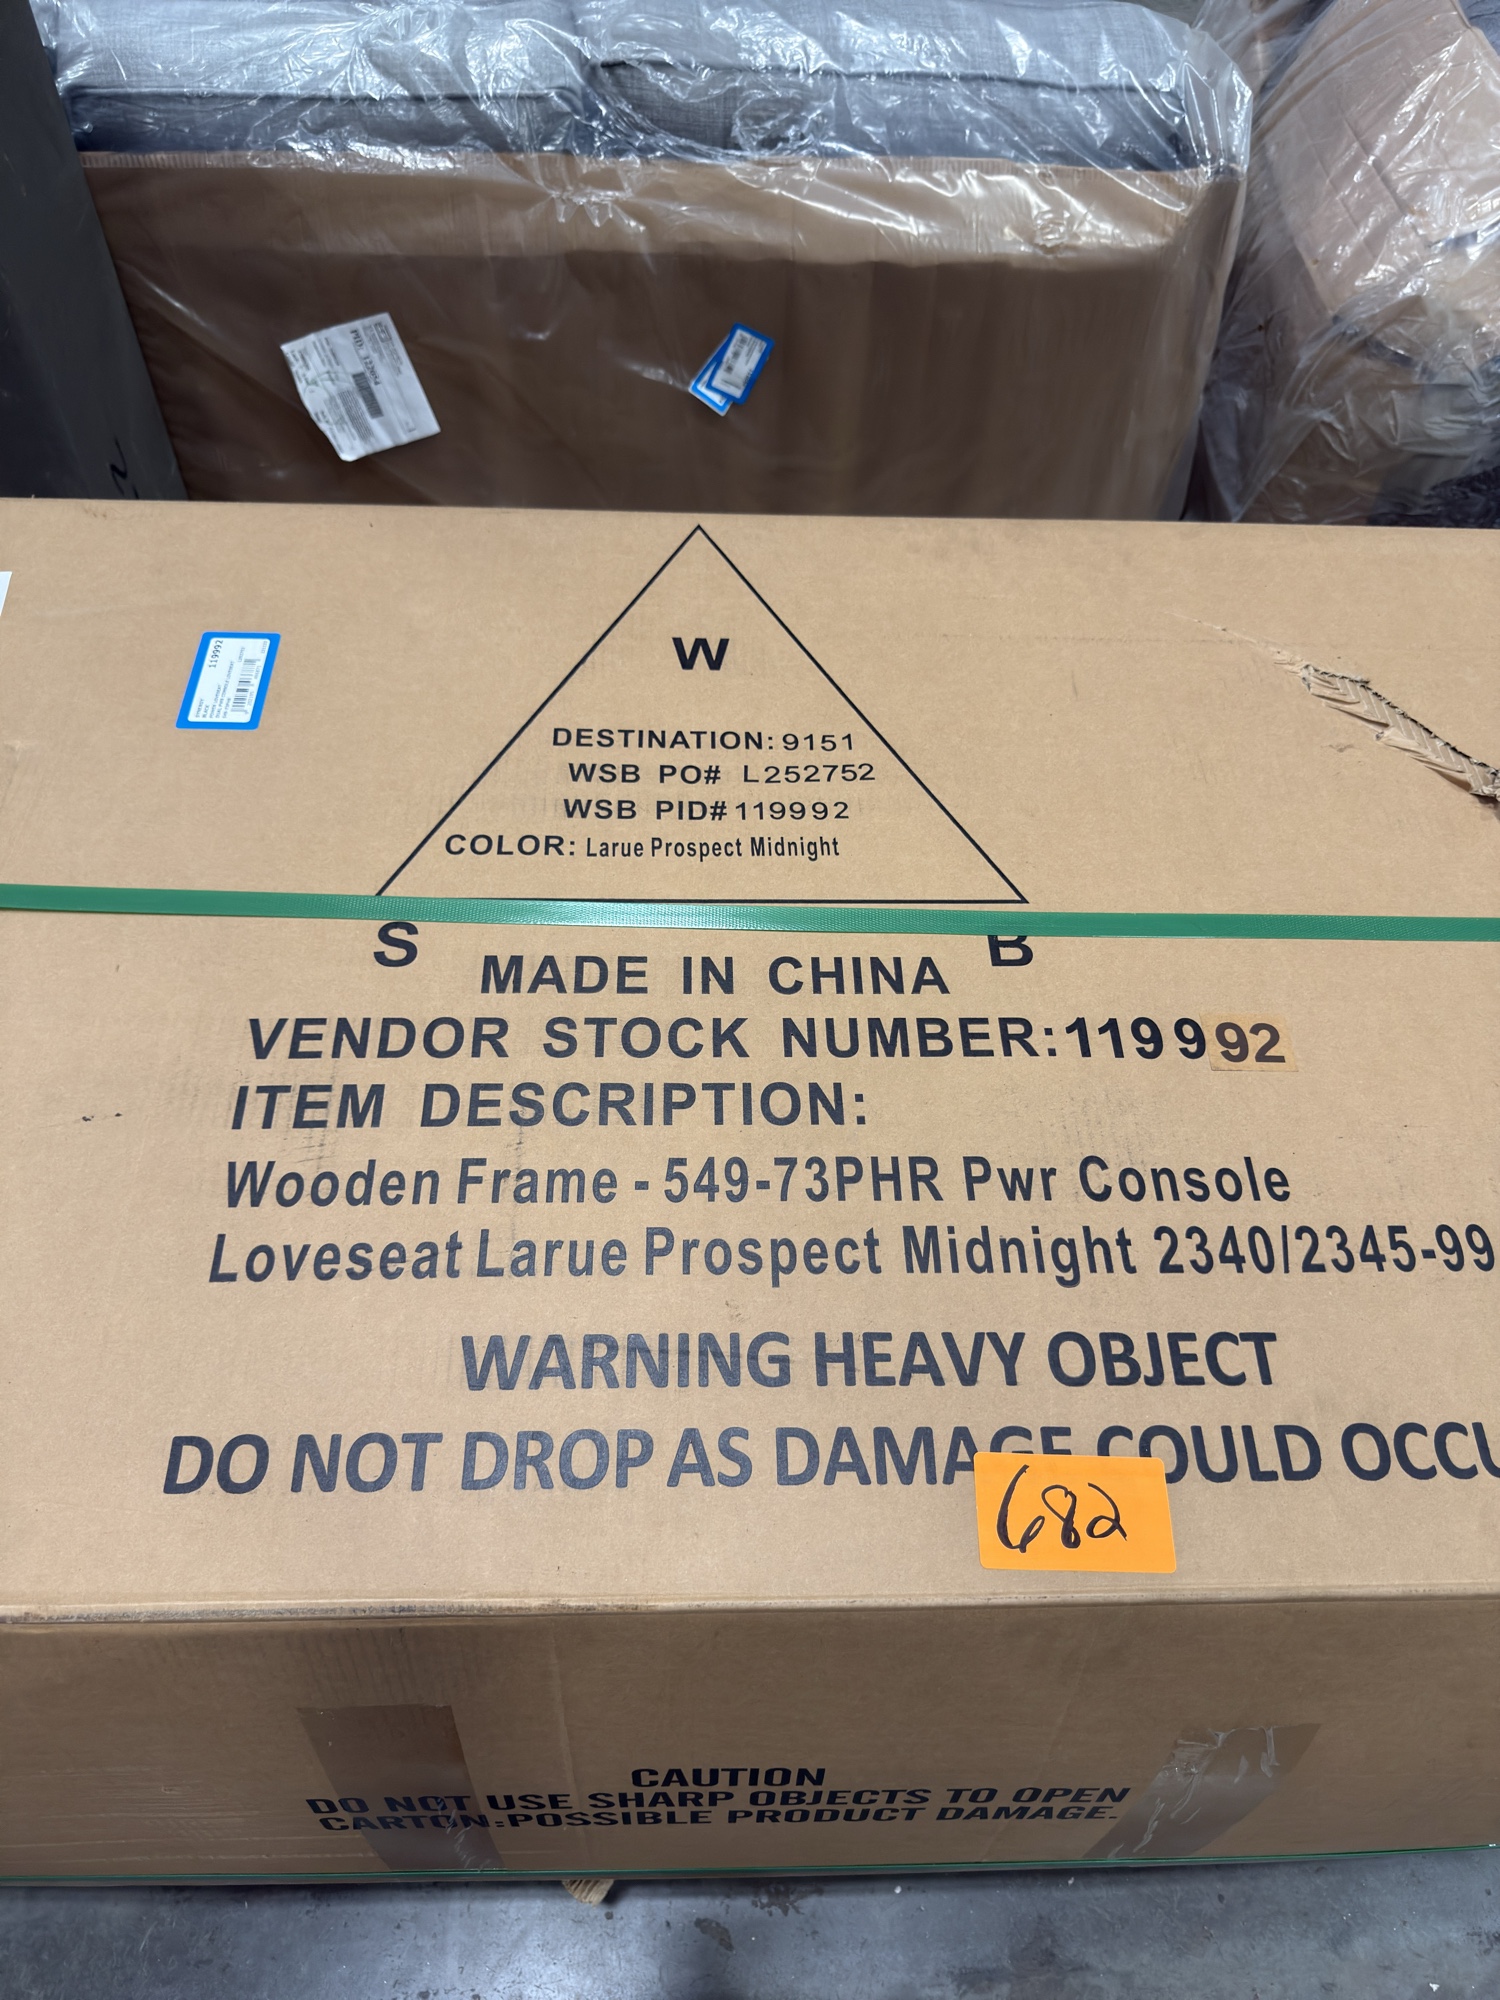 PID: 123084
119992
W
DESTINATION: 9151
WSB PO# L252752
WSB PID# 119992
COLOR: Larue Prospect Midnight
S B
MADE IN CHINA
VENDOR STOCK NUMBER: 119992
ITEM DESCRIPTION:
Wooden Frame - 549-73PHR Pwr Console
Loveseat Larue Prospect Midnight 2340/2345-99
WARNING HEAVY OBJECT
DO NOT DROP AS DAMAGE COULD OCCU
682
CAUTION
DO NOT USE SHARP OBJECTS TO OPEN
CARTON:POSSIBLE PRODUCT DAMAGE.